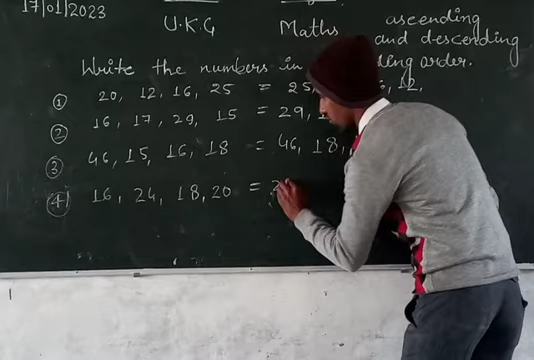 17/01/2023
U.K.G Maths
ascending and descending
Write the numbers in ding order.
① 20, 12, 16, 25 = 25 12,
② 16, 17, 29, 15 = 29,
③ 46, 15, 16, 18 = 46, 18,
④ 16, 24, 18, 20 =